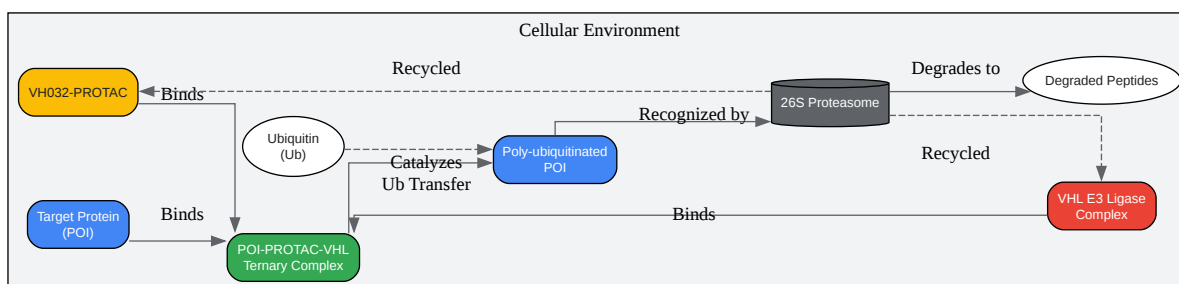 Cellular Environment
Recycled
Degrades to
VH032-PROTAC
Binds
26S Proteasome
Degraded Peptides
Recognized by
Ubiquitin
(Ub)
Poly-ubiquitinated
POI
Catalyzes
Ub Transfer
Recycled
Target Protein
(POI)
Binds
Binds
VHL E3 Ligase
Complex
POI-PROTAC-VHL
Ternary Complex